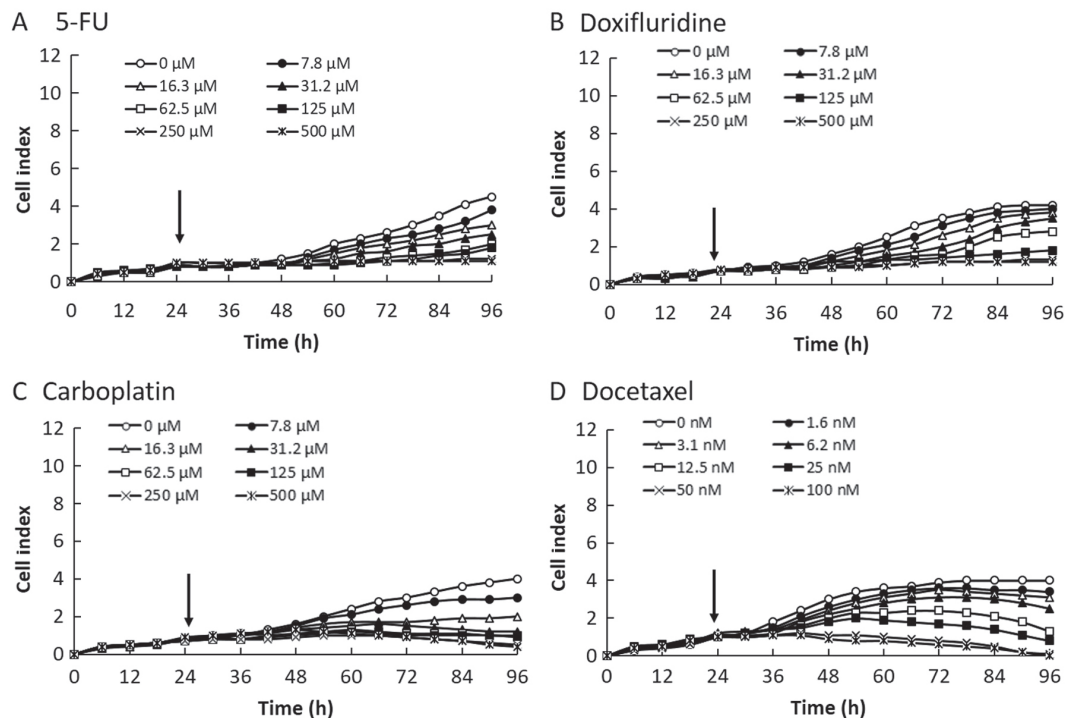 A 5-FU
12
10
8
6
4
2
0
Cell index
0 μM 7.8 μM
16.3 μM 31.2 μM
62.5 μM 125 μM
250 μM 500 μM
0 12 24 36 48 60 72 84 96
Time (h)
B Doxifluridine
12
10
8
6
4
2
0
Cell index
0 μM 7.8 μM
16.3 μM 31.2 μM
62.5 μM 125 μM
250 μM 500 μM
0 12 24 36 48 60 72 84 96
Time (h)
C Carboplatin
12
10
8
6
4
2
0
Cell index
0 μM 7.8 μM
16.3 μM 31.2 μM
62.5 μM 125 μM
250 μM 500 μM
0 12 24 36 48 60 72 84 96
Time (h)
D Docetaxel
12
10
8
6
4
2
0
Cell index
0 nM 1.6 nM
3.1 nM 6.2 nM
12.5 nM 25 nM
50 nM 100 nM
0 12 24 36 48 60 72 84 96
Time (h)